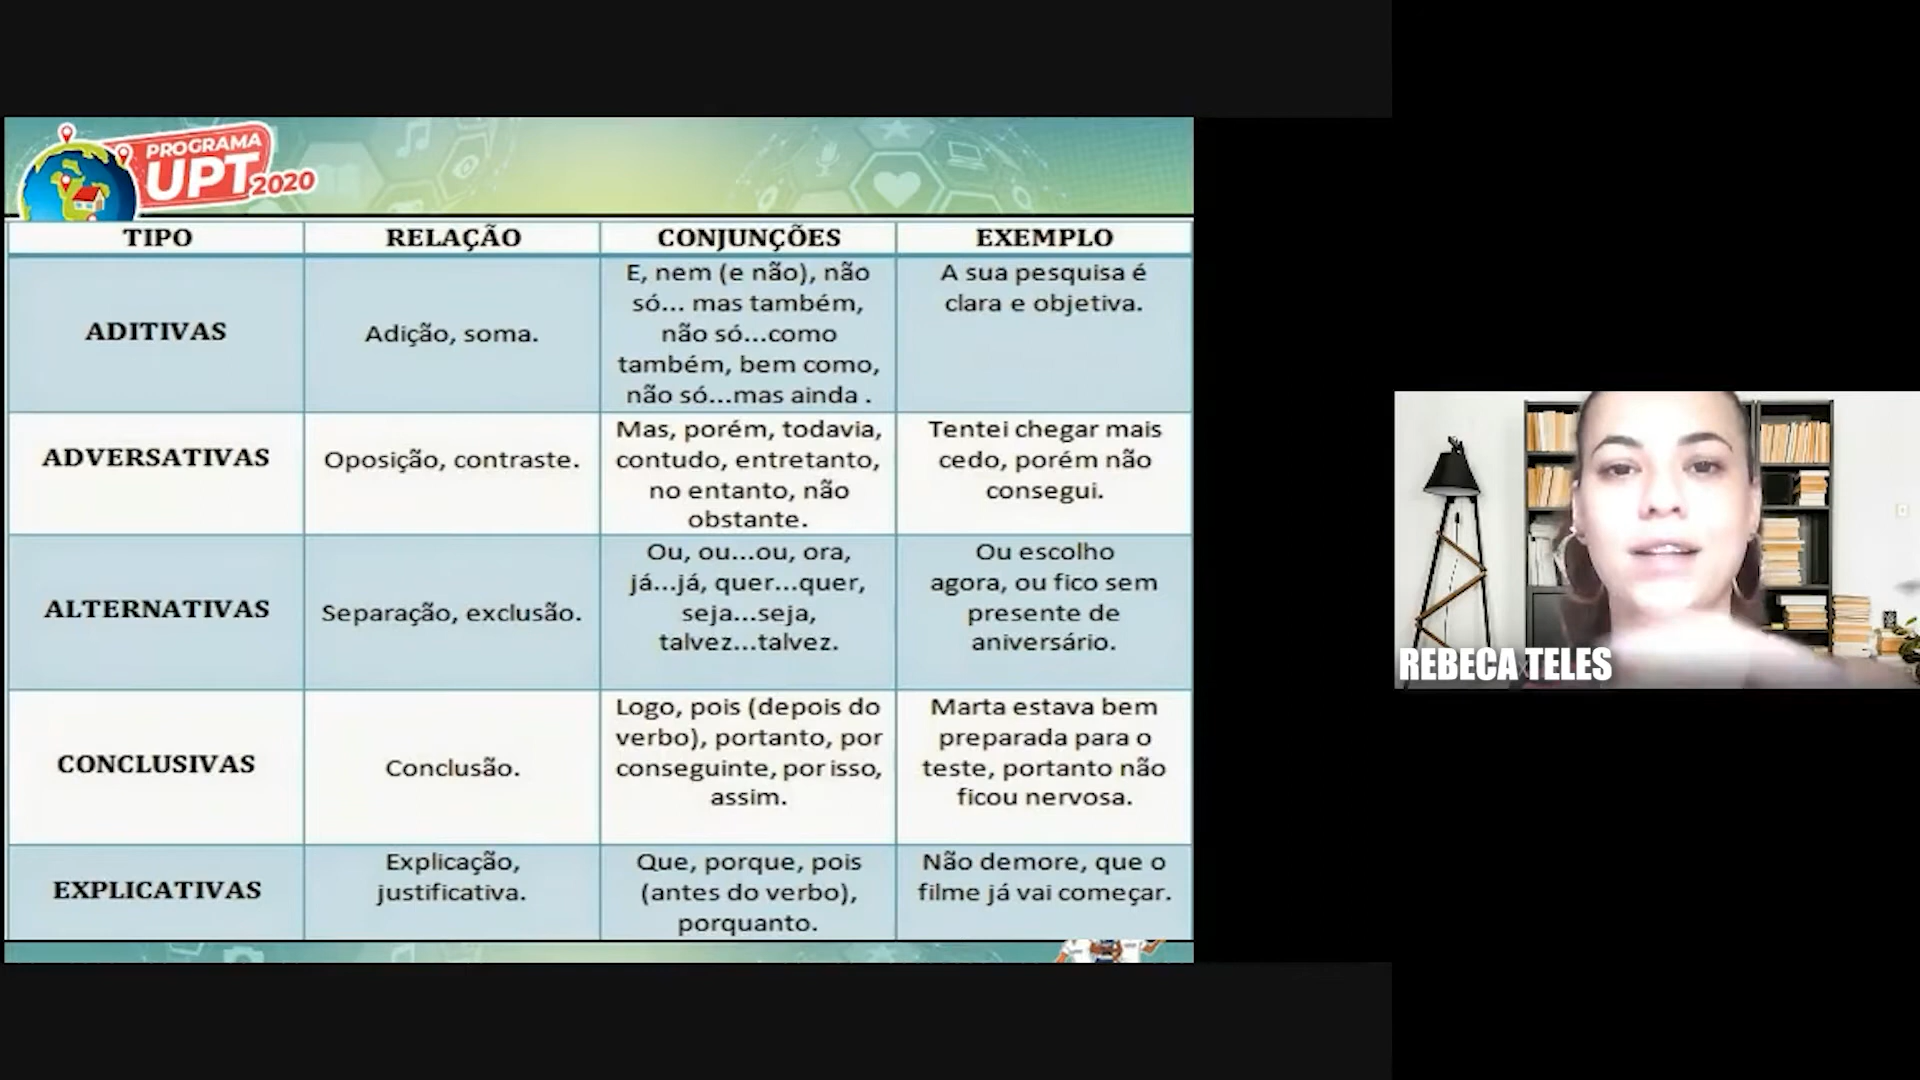 PROGRAMA
UPT 2020
TIPO
RELAÇÃO
CONJUNÇÕES
EXEMPLO
ADITIVAS
Adição, soma.
E, nem (e não), não
só... mas também,
não só...como
também, bem como,
não só...mas ainda .
A sua pesquisa é
clara e objetiva.
ADVERSATIVAS
Oposição, contraste.
Mas, porém, todavia,
contudo, entretanto,
no entanto, não
obstante.
Tentei chegar mais
cedo, porém não
consegui.
ALTERNATIVAS
Separação, exclusão.
Ou, ou...ou, ora,
já...já, quer...quer,
seja...seja,
talvez...talvez.
Ou escolho
agora, ou fico sem
presente de
aniversário.
CONCLUSIVAS
Conclusão.
Logo, pois (depois do
verbo), portanto, por
conseguinte, por isso,
assim.
Marta estava bem
preparada para o
teste, portanto não
ficou nervosa.
EXPLICATIVAS
Explicação,
justificativa.
Que, porque, pois
(antes do verbo),
porquanto.
Não demore, que o
filme já vai começar.
REBECA TELES